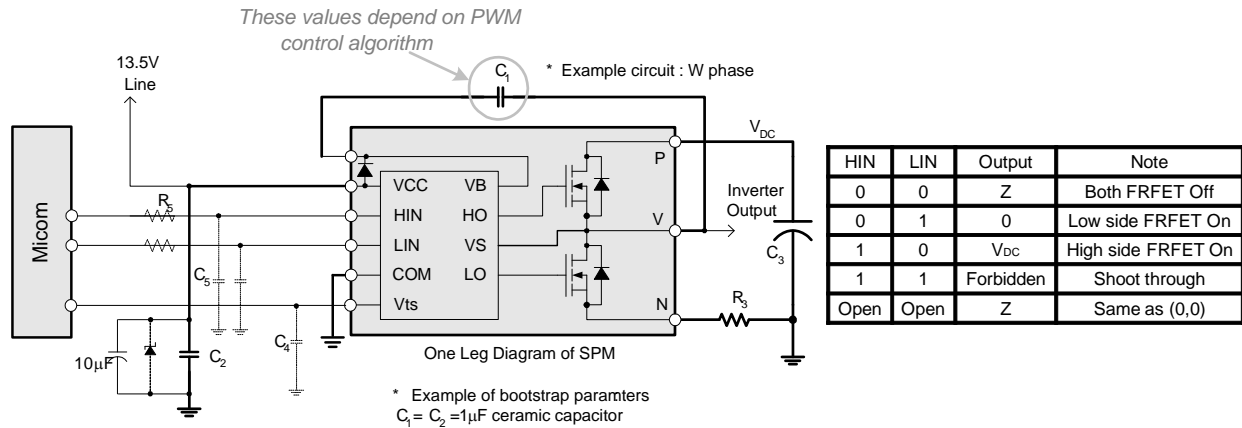 These values depend on PWM
control algorithm
13.5V
Line
C1
* Example circuit : W phase
VDC
P
Micom
R5
VCC
VB
HIN
HO
LIN
VS
COM
LO
Vts
V
N
Inverter
Output
C3
R3
C5
C4
10μF
C2
One Leg Diagram of SPM
* Example of bootstrap paramters
C1= C2 =1μF ceramic capacitor
HIN LIN Output Note
0 0 Z Both FRFET Off
0 1 0 Low side FRFET On
1 0 VDC High side FRFET On
1 1 Forbidden Shoot through
Open Open Z Same as (0,0)